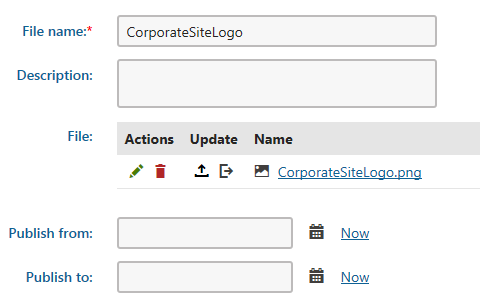 File name:* CorporateSiteLogo
Description:
File:
Actions Update Name
CorporateSiteLogo.png
Publish from: Now
Publish to: Now